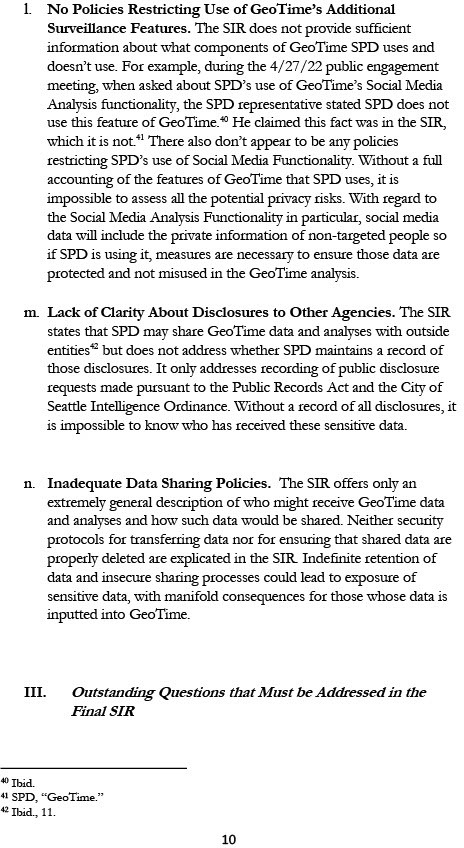 l. No Policies Restricting Use of GeoTime's Additional
Surveillance Features. The SIR does not provide sufficient
information about what components of GeoTime SPD uses and
doesn't use. For example, during the 4/27/22 public engagement
meeting, when asked about SPD's use of GeoTime's Social Media
Analysis functionality, the SPD representative stated SPD does not
use this feature of GeoTime.⁴⁰ He claimed this fact was in the SIR,
which it is not.⁴¹ There also don't appear to be any policies
restricting SPD's use of Social Media Functionality. Without a full
accounting of the features of GeoTime that SPD uses, it is
impossible to assess all the potential privacy risks. With regard to
the Social Media Analysis Functionality in particular, social media
data will include the private information of non-targeted people so
if SPD is using it, measures are necessary to ensure those data are
protected and not misused in the GeoTime analysis.
m. Lack of Clarity About Disclosures to Other Agencies. The SIR
states that SPD may share GeoTime data and analyses with outside
entities⁴² but does not address whether SPD maintains a record of
those disclosures. It only addresses recording of public disclosure
requests made pursuant to the Public Records Act and the City of
Seattle Intelligence Ordinance. Without a record of all disclosures, it
is impossible to know who has received these sensitive data.
n. Inadequate Data Sharing Policies. The SIR offers only an
extremely general description of who might receive GeoTime data
and analyses and how such data would be shared. Neither security
protocols for transferring data nor for ensuring that shared data are
properly deleted are explicated in the SIR. Indefinite retention of
data and insecure sharing processes could lead to exposure of
sensitive data, with manifold consequences for those whose data is
inputted into GeoTime.
III. Outstanding Questions that Must be Addressed in the
Final SIR
⁴⁰ Ibid.
⁴¹ SPD, "GeoTime."
⁴² Ibid., 11.
10